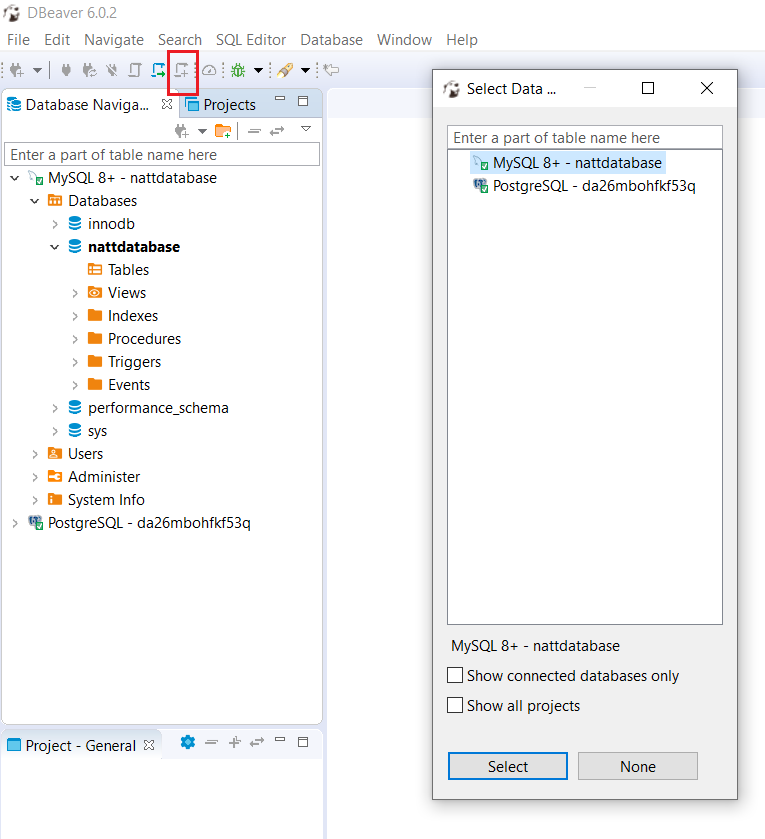 DBeaver 6.0.2
File Edit Navigate Search SQL Editor Database Window Help
Database Naviga... Projects
Enter a part of table name here
MySQL 8+ - nattdatabase
Databases
innodb
nattdatabase
Tables
Views
Indexes
Procedures
Triggers
Events
performance_schema
sys
Users
Administer
System Info
PostgreSQL - da26mbohfkf53q
Project - General
Select Data ...
Enter a part of table name here
MySQL 8+ - nattdatabase
PostgreSQL - da26mbohfkf53q
MySQL 8+ - nattdatabase
Show connected databases only
Show all projects
Select None